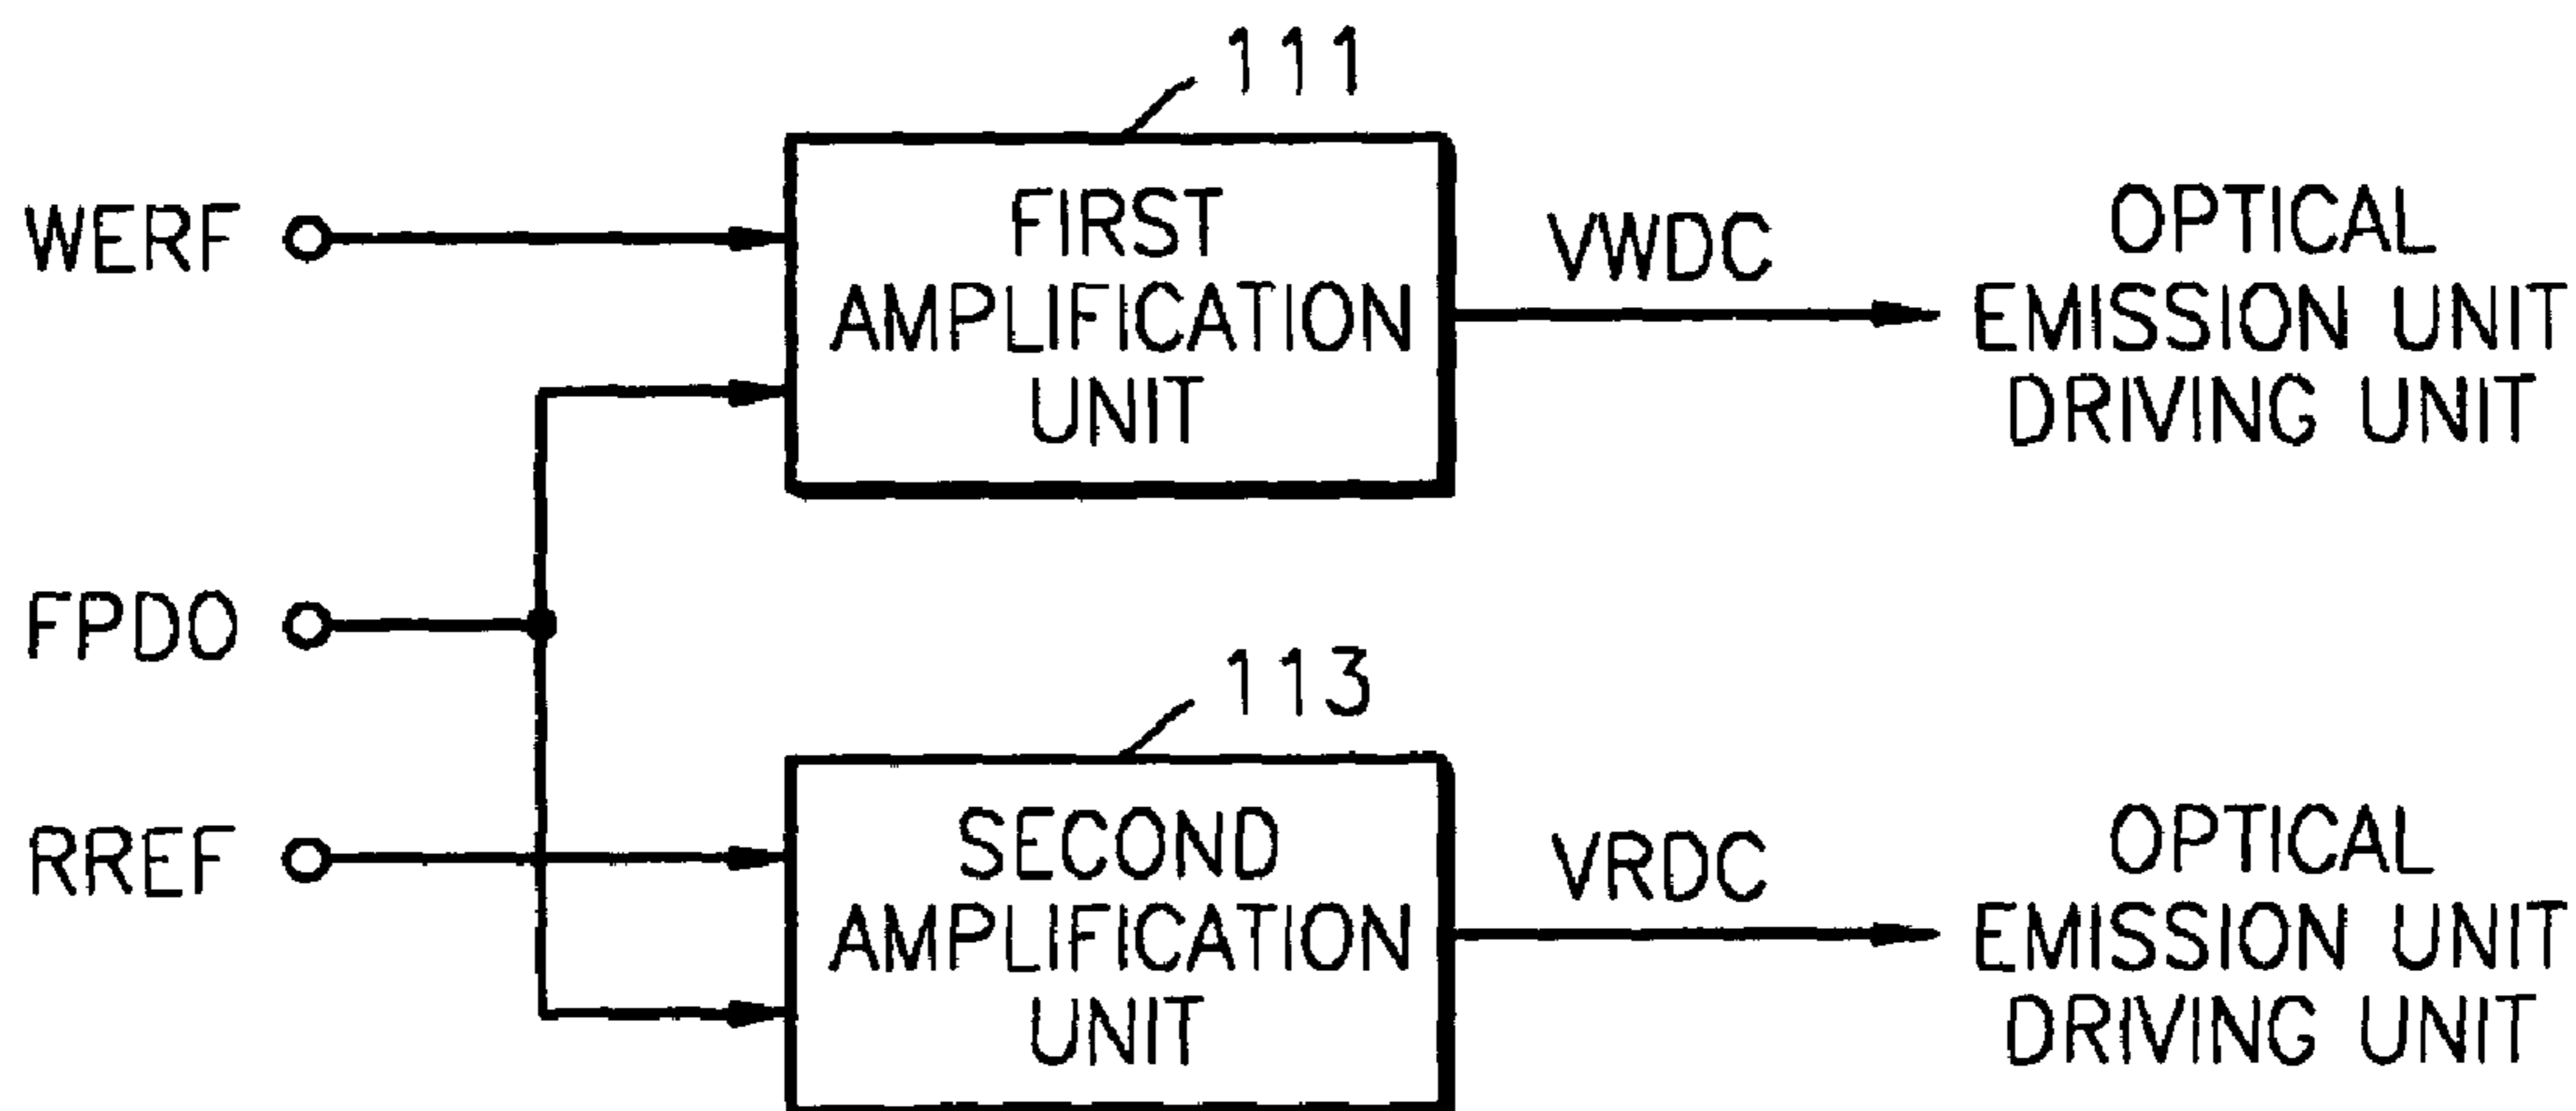 111
WERF
FIRST
AMPLIFICATION
UNIT
VWDC
OPTICAL
EMISSION UNIT
DRIVING UNIT
FPDO
113
RREF
SECOND
AMPLIFICATION
UNIT
VRDC
OPTICAL
EMISSION UNIT
DRIVING UNIT